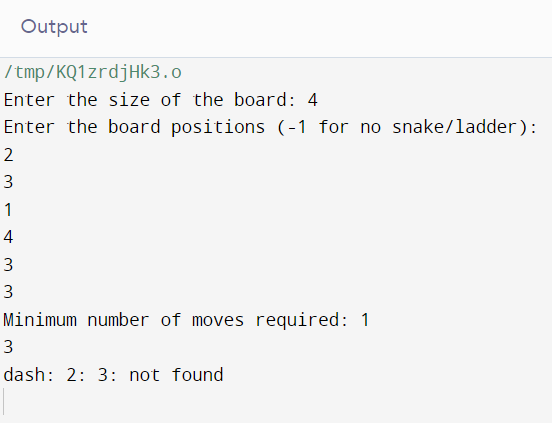 Output
/tmp/KQ1zrdjHk3.o
Enter the size of the board: 4
Enter the board positions (-1 for no snake/ladder):
2
3
1
4
3
3
Minimum number of moves required: 1
3
dash: 2: 3: not found